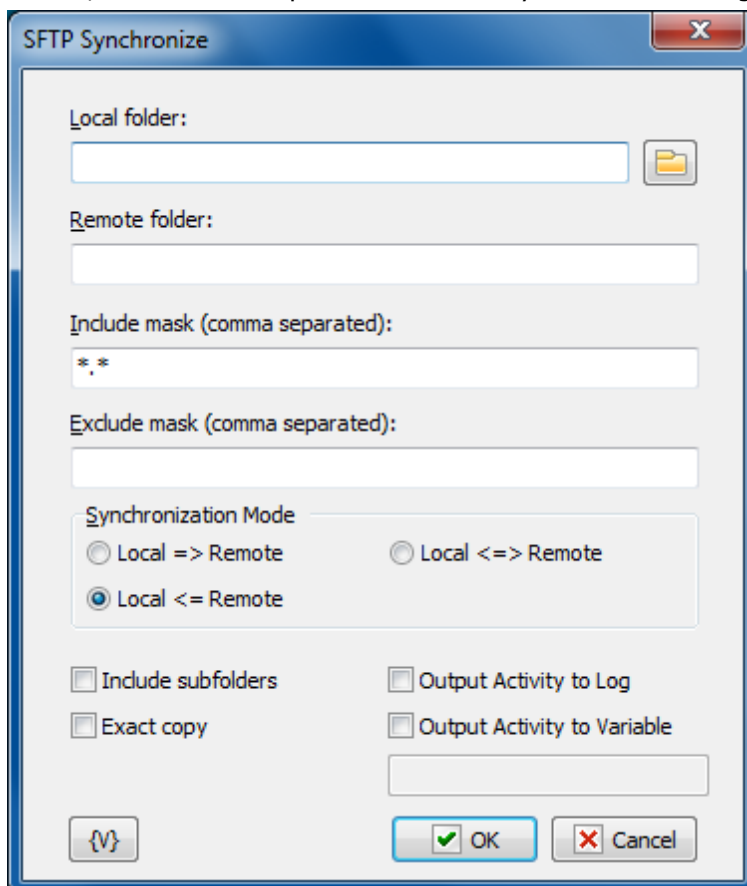 SFTP Synchronize
Local folder:
Remote folder:
Include mask (comma separated):
*.*
Exclude mask (comma separated):
Synchronization Mode
Local => Remote
Local <=> Remote
Local <= Remote
Include subfolders
Output Activity to Log
Exact copy
Output Activity to Variable
{V}
OK
Cancel